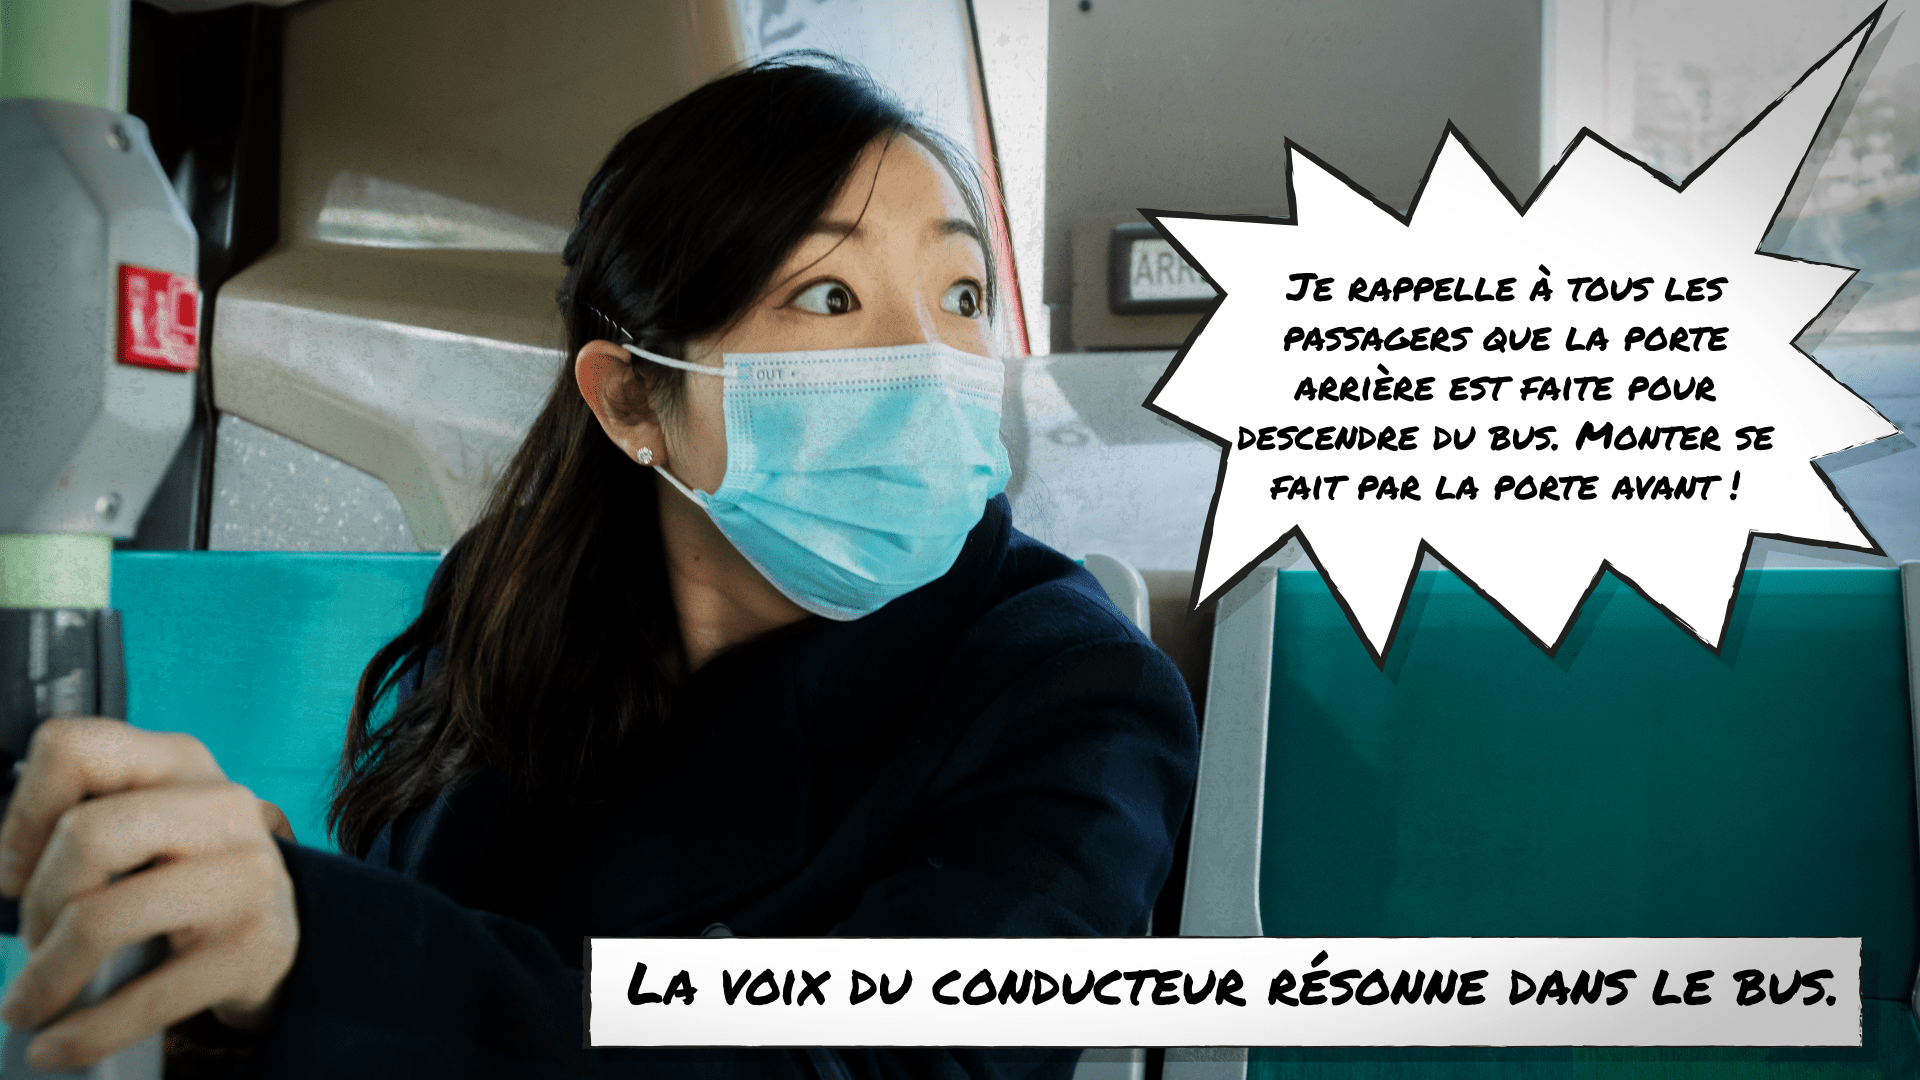 Je rappelle à tous les
passagers que la porte
arrière est faite pour
descendre du bus. Monter se
fait par la porte avant !
OUT
La voix du conducteur résonne dans le bus.